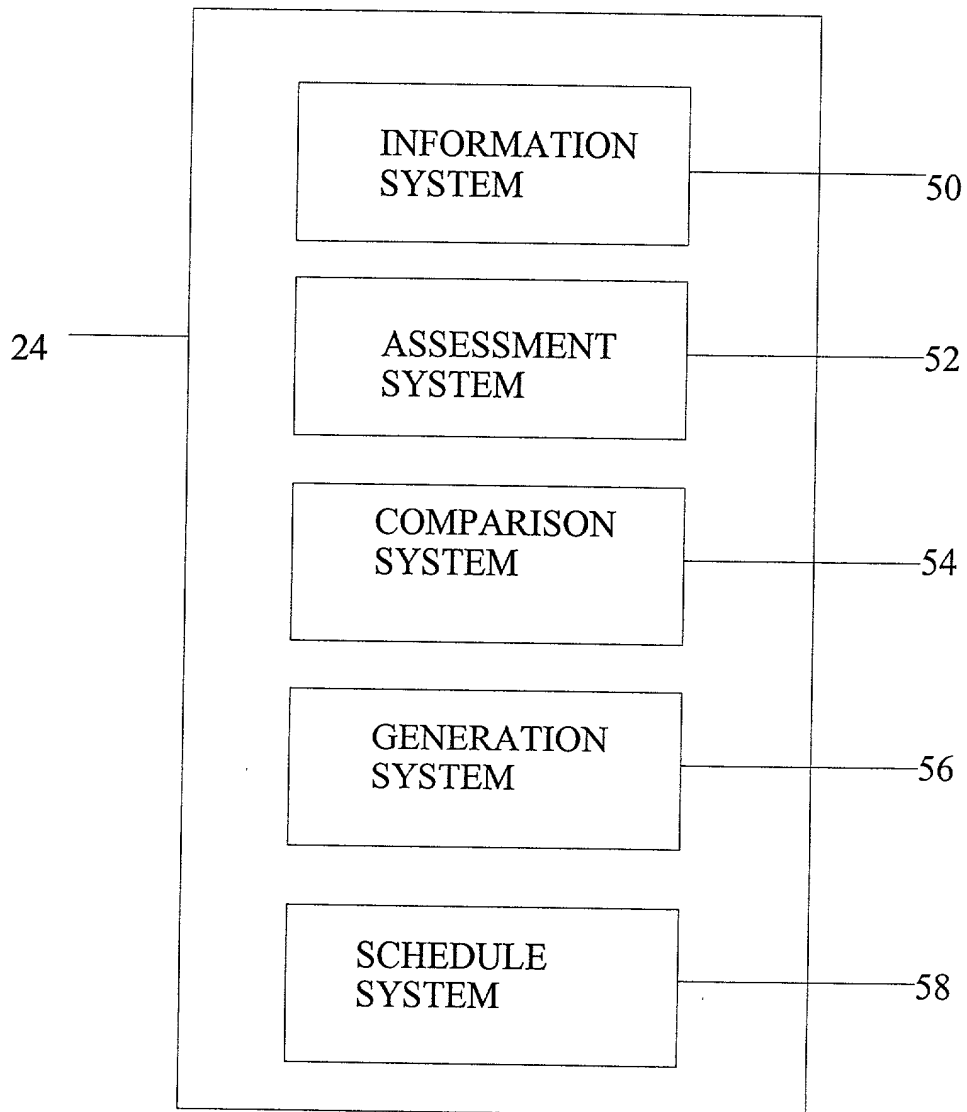 INFORMATION
SYSTEM
50
24
ASSESSMENT
SYSTEM
52
COMPARISON
SYSTEM
54
GENERATION
SYSTEM
56
SCHEDULE
SYSTEM
58